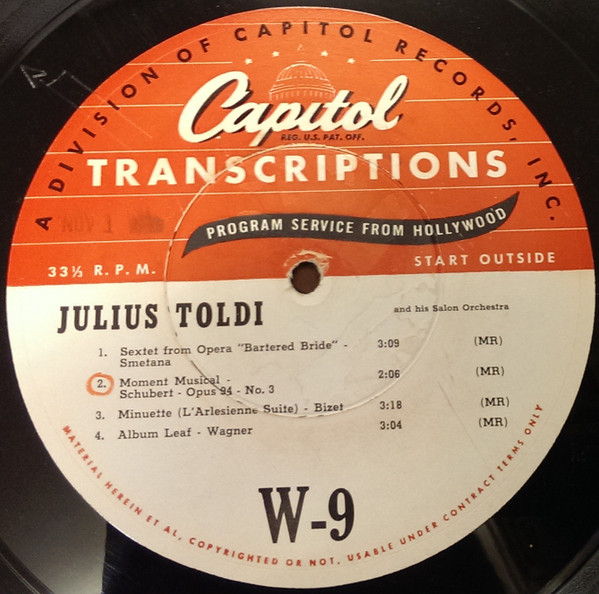 A DIVISION OF CAPITOL RECORDS, INC.
Capitol
REG. U.S. PAT. OFF.
TRANSCRIPTIONS
PROGRAM SERVICE FROM HOLLYWOOD
NOV 1
33⅓ R.P.M.
START OUTSIDE
JULIUS TOLDI and his Salon Orchestra
1. Sextet from Opera "Bartered Bride" - 3:09 (MR)
Smetana
2. Moment Musical - 2:06 (MR)
Schubert - Opus 94 - No. 3
3. Minuette (L'Arlesienne Suite) - Bizet 3:18 (MR)
4. Album Leaf - Wagner 3:04 (MR)
W-9
MATERIAL HEREIN ET AL, COPYRIGHTED OR NOT, USABLE UNDER CONTRACT TERMS ONLY